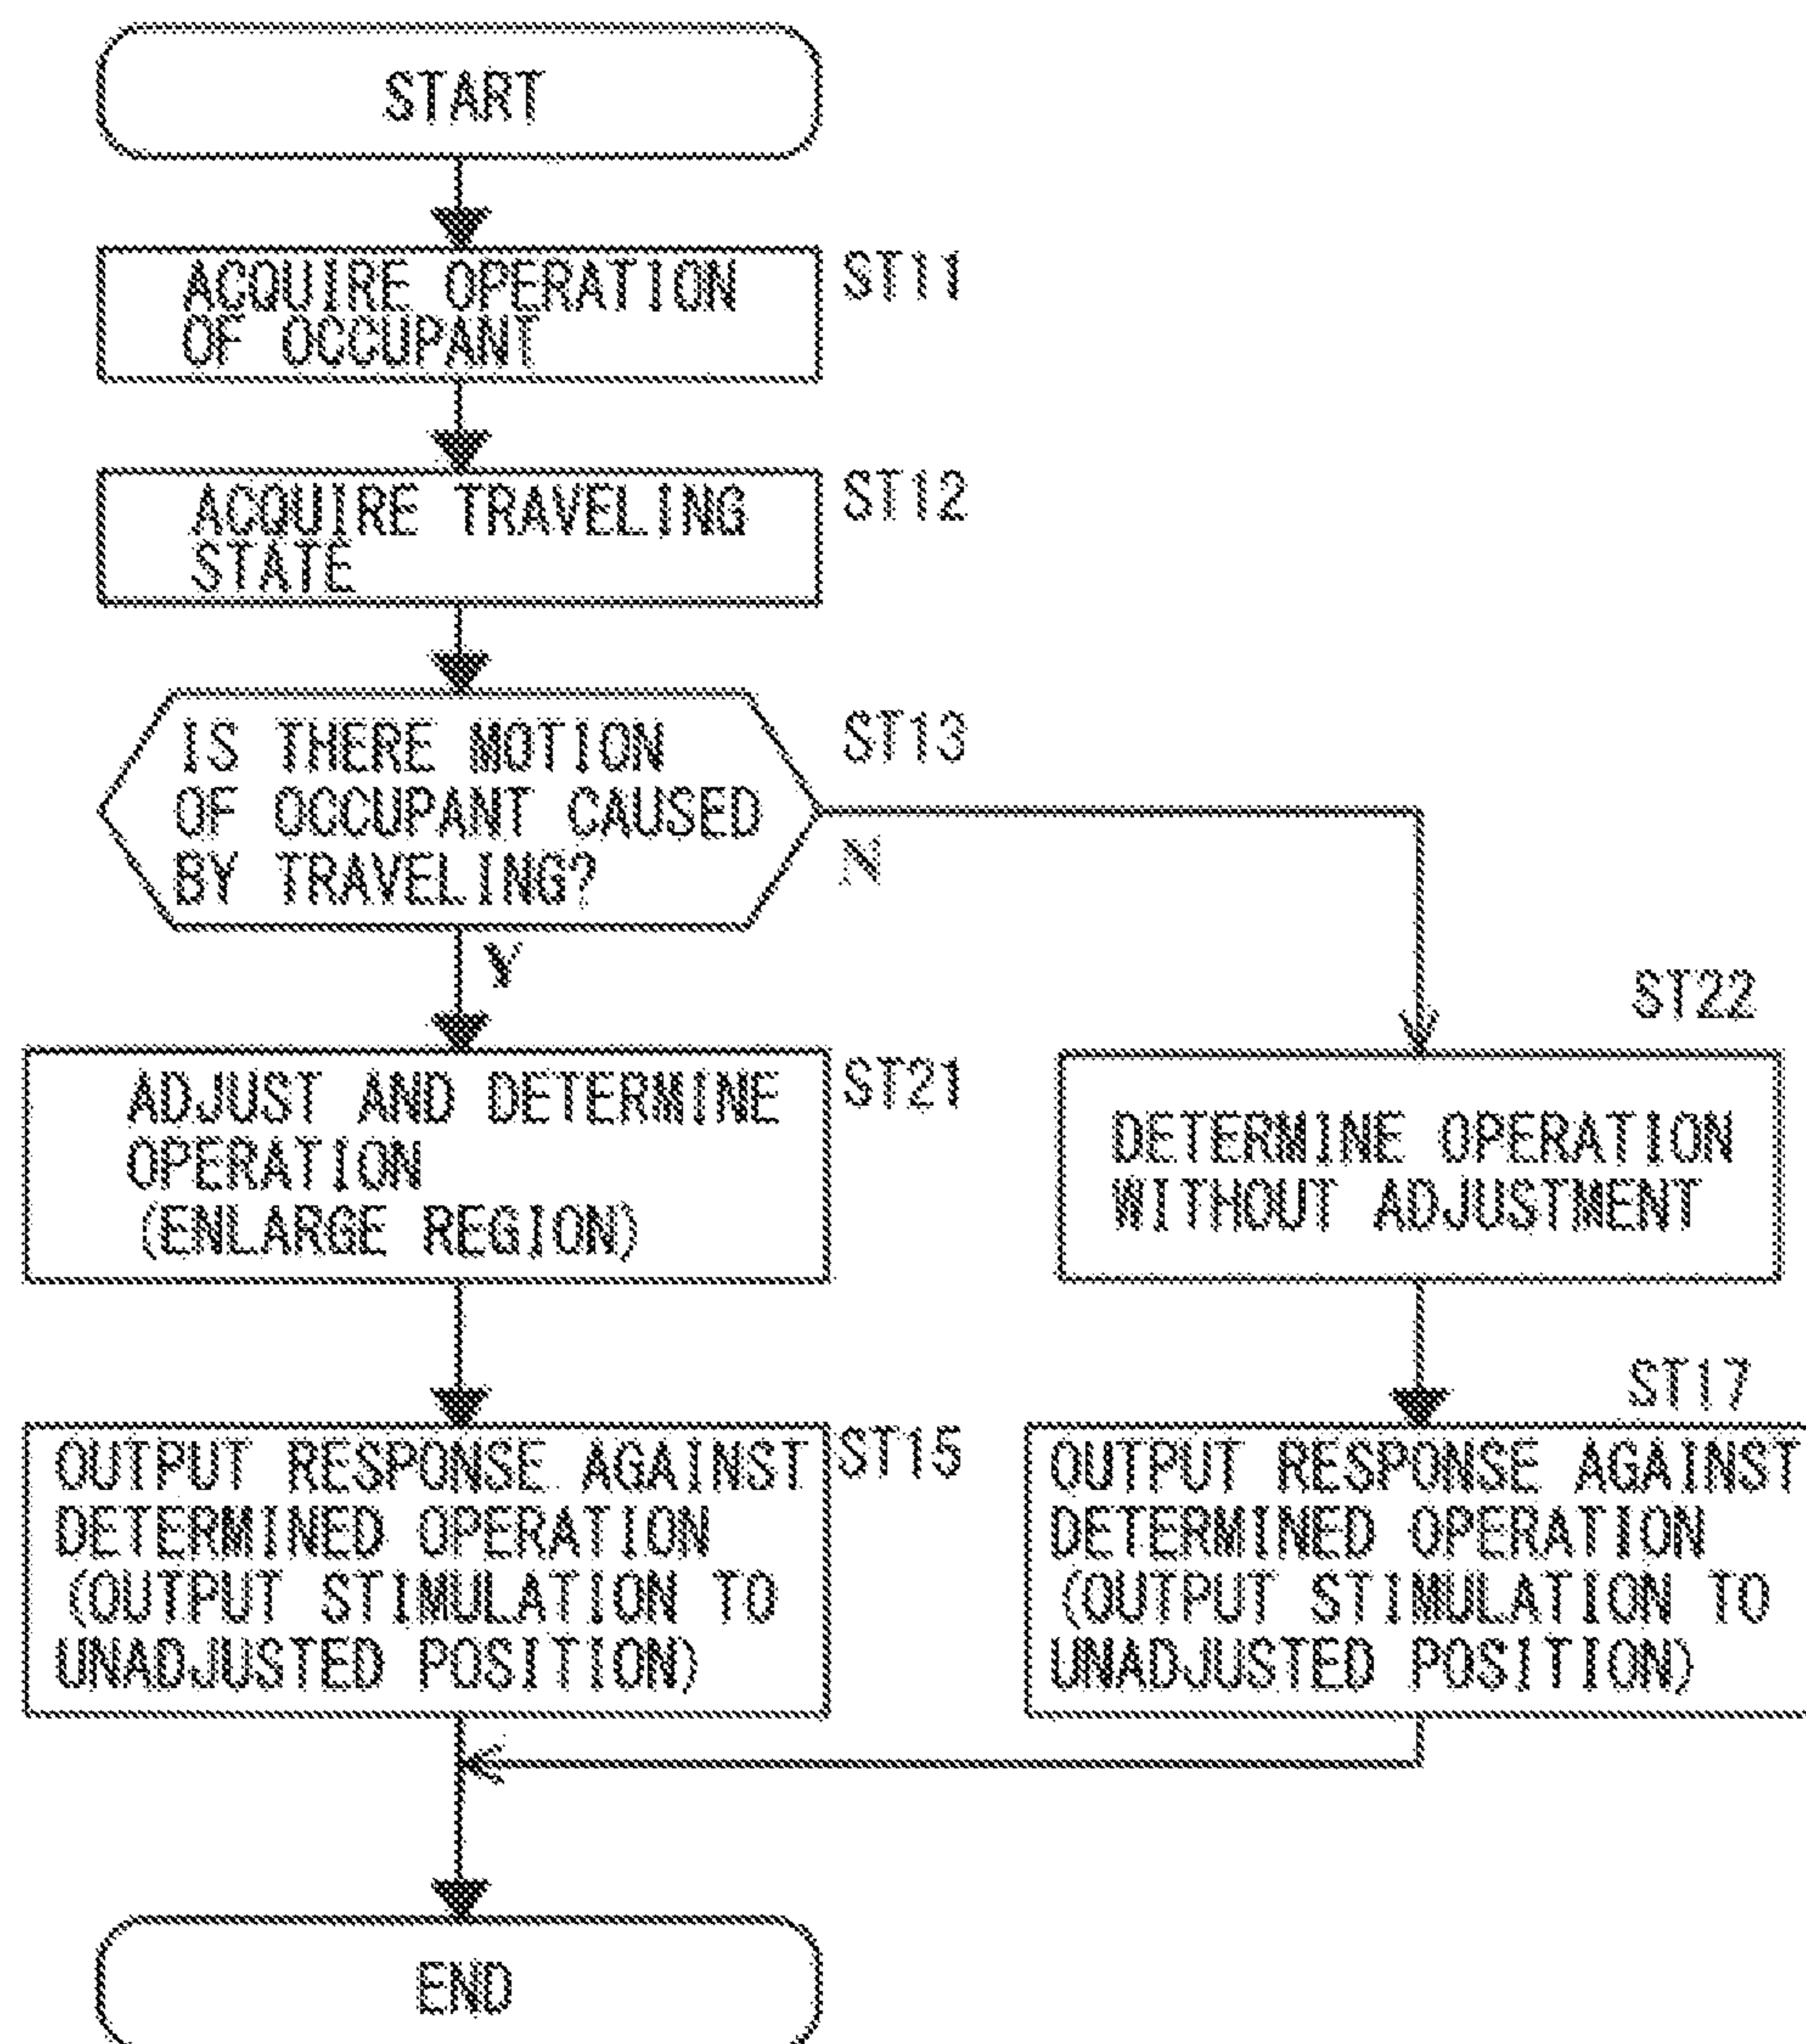 START
ACQUIRE OPERATION
OF OCCUPANT
ST11
ACQUIRE TRAVELING
STATE
ST12
IS THERE MOTION
OF OCCUPANT CAUSED
BY TRAVELING?
ST13
N
Y
ADJUST AND DETERMINE
OPERATION
(ENLARGE REGION)
ST21
ST22
DETERMINE OPERATION
WITHOUT ADJUSTMENT
OUTPUT RESPONSE AGAINST
DETERMINED OPERATION
(OUTPUT STIMULATION TO
UNADJUSTED POSITION)
ST15
ST17
OUTPUT RESPONSE AGAINST
DETERMINED OPERATION
(OUTPUT STIMULATION TO
UNADJUSTED POSITION)
END